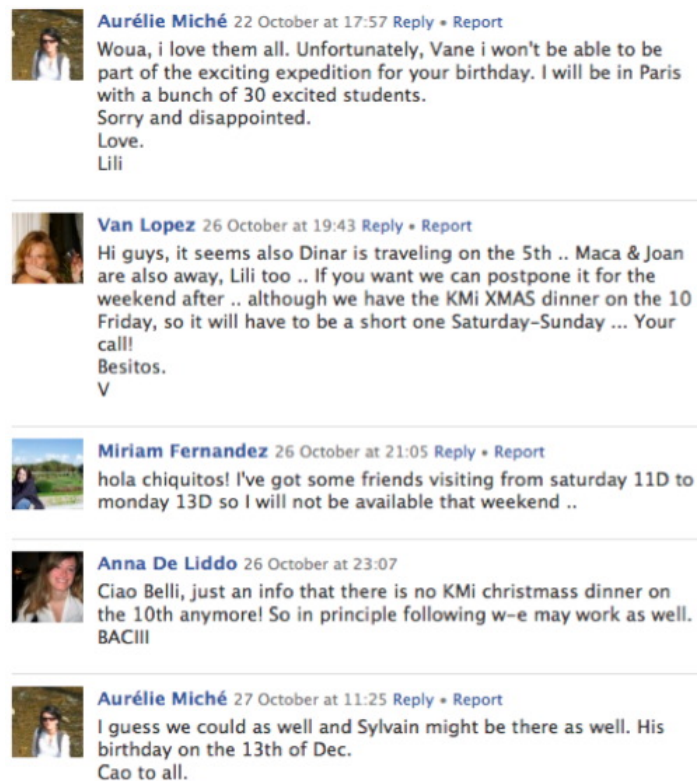 Aurélie Miché 22 October at 17:57 Reply • Report
Woua, i love them all. Unfortunately, Vane i won't be able to be
part of the exciting expedition for your birthday. I will be in Paris
with a bunch of 30 excited students.
Sorry and disappointed.
Love.
Lili
Van Lopez 26 October at 19:43 Reply • Report
Hi guys, it seems also Dinar is traveling on the 5th .. Maca & Joan
are also away, Lili too .. If you want we can postpone it for the
weekend after .. although we have the KMi XMAS dinner on the 10
Friday, so it will have to be a short one Saturday-Sunday ... Your
call!
Besitos.
V
Miriam Fernandez 26 October at 21:05 Reply • Report
hola chiquitos! I've got some friends visiting from saturday 11D to
monday 13D so I will not be available that weekend ..
Anna De Liddo 26 October at 23:07
Ciao Belli, just an info that there is no KMi christmass dinner on
the 10th anymore! So in principle following w-e may work as well.
BACIII
Aurélie Miché 27 October at 11:25 Reply • Report
I guess we could as well and Sylvain might be there as well. His
birthday on the 13th of Dec.
Cao to all.